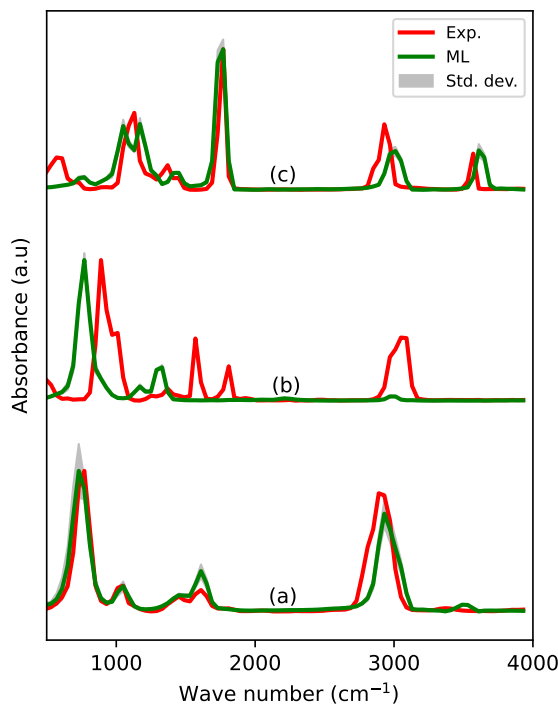 Exp.
ML
Std. dev.
(c)
(b)
(a)
Absorbance (a.u)
1000 2000 3000 4000
Wave number (cm⁻¹)